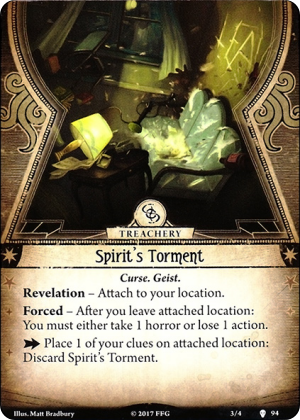 TREACHERY
Spirit's Torment
Curse. Geist.
Revelation – Attach to your location.
Forced – After you leave attached location:
You must either take 1 horror or lose 1 action.
Place 1 of your clues on attached location:
Discard Spirit's Torment.
Illus. Matt Bradbury © 2017 FFG 3/4 94